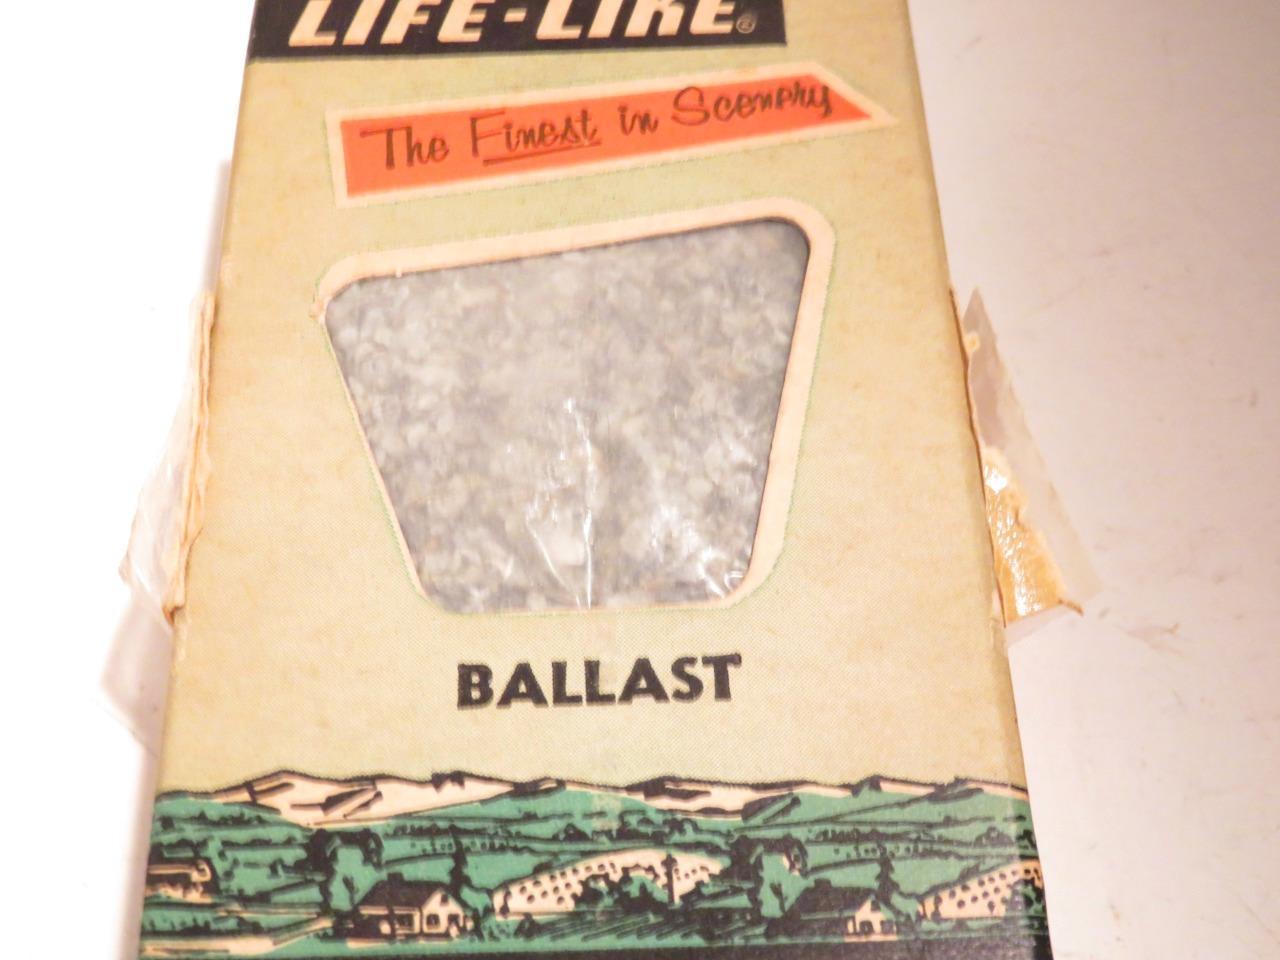 LIFE-LIKE®
The Finest in Scenery
BALLAST